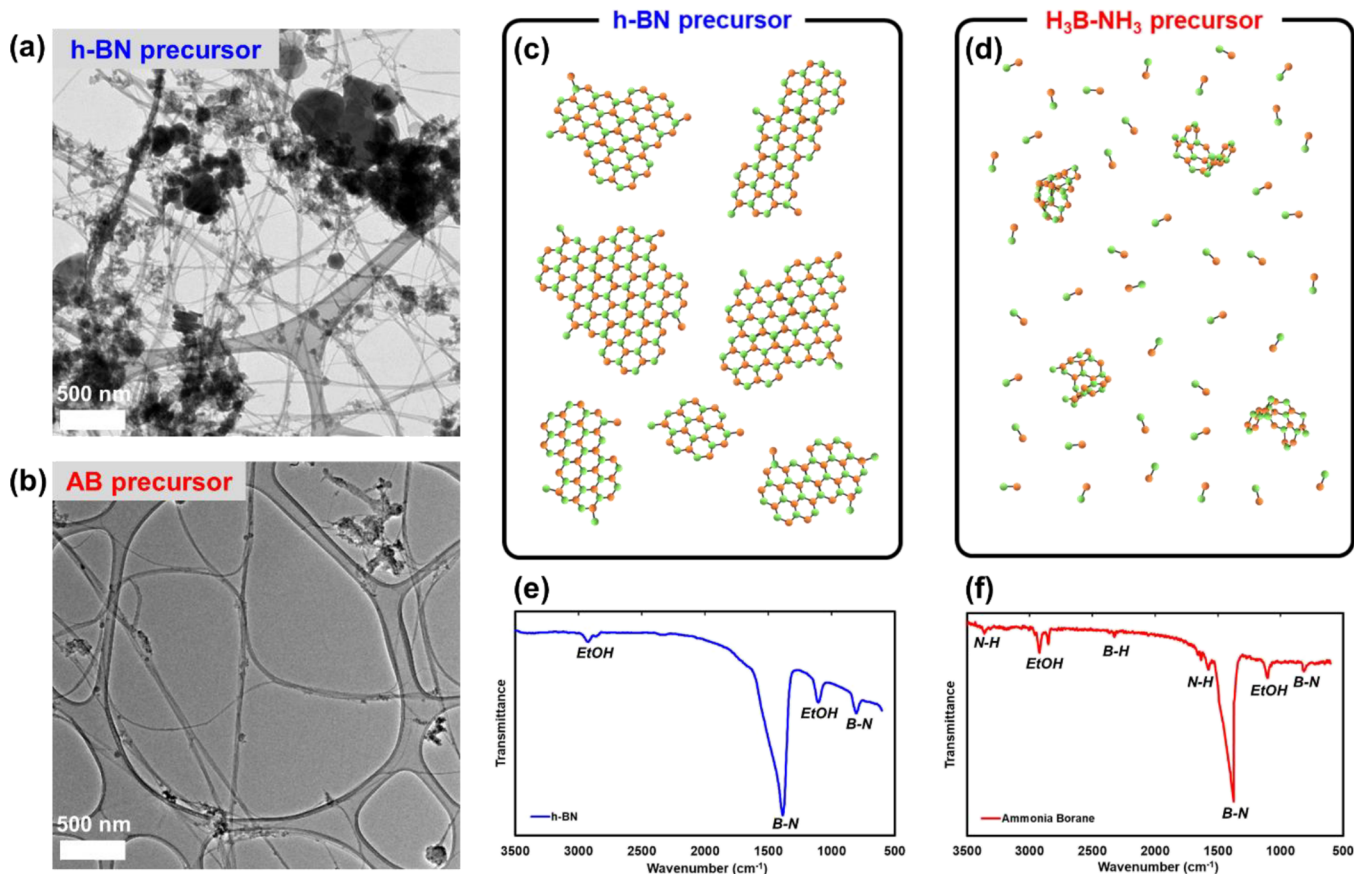 (a)
h-BN precursor
500 nm
(b)
AB precursor
500 nm
h-BN precursor
(c)
H₃B-NH₃ precursor
(d)
(e)
Transmittance
EtOH
EtOH
B-N
B-N
h-BN
3500 3000 2500 2000 1500 1000 500
Wavenumber (cm⁻¹)
(f)
Transmittance
N-H
EtOH
B-H
N-H
EtOH
B-N
B-N
Ammonia Borane
3500 3000 2500 2000 1500 1000 500
Wavenumber (cm⁻¹)